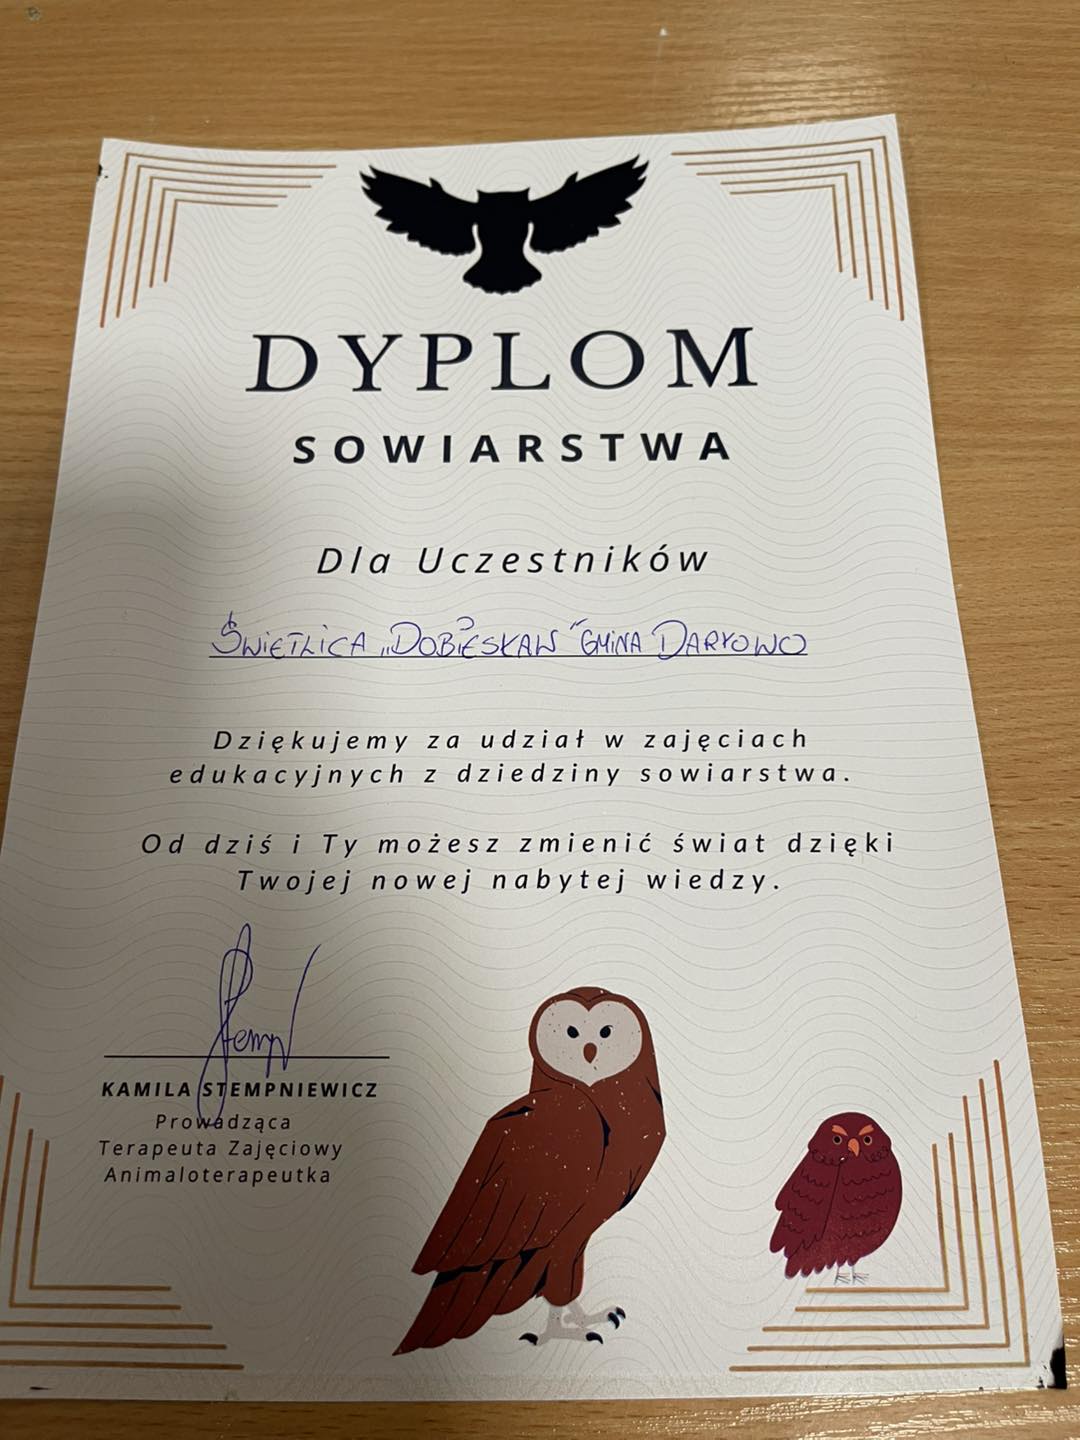 DYPLOM
SOWIARSTWA
Dla Uczestników
ŚWIETLICA „DOBIESŁAW" GMINA DARŁOWO
Dziękujemy za udział w zajęciach
edukacyjnych z dziedziny sowiarstwa.
Od dziś i Ty możesz zmienić świat dzięki
Twojej nowej nabytej wiedzy.
Stempn
KAMILA STEMPNIEWICZ
Prowadząca
Terapeuta Zajęciowy
Animaloterapeutka